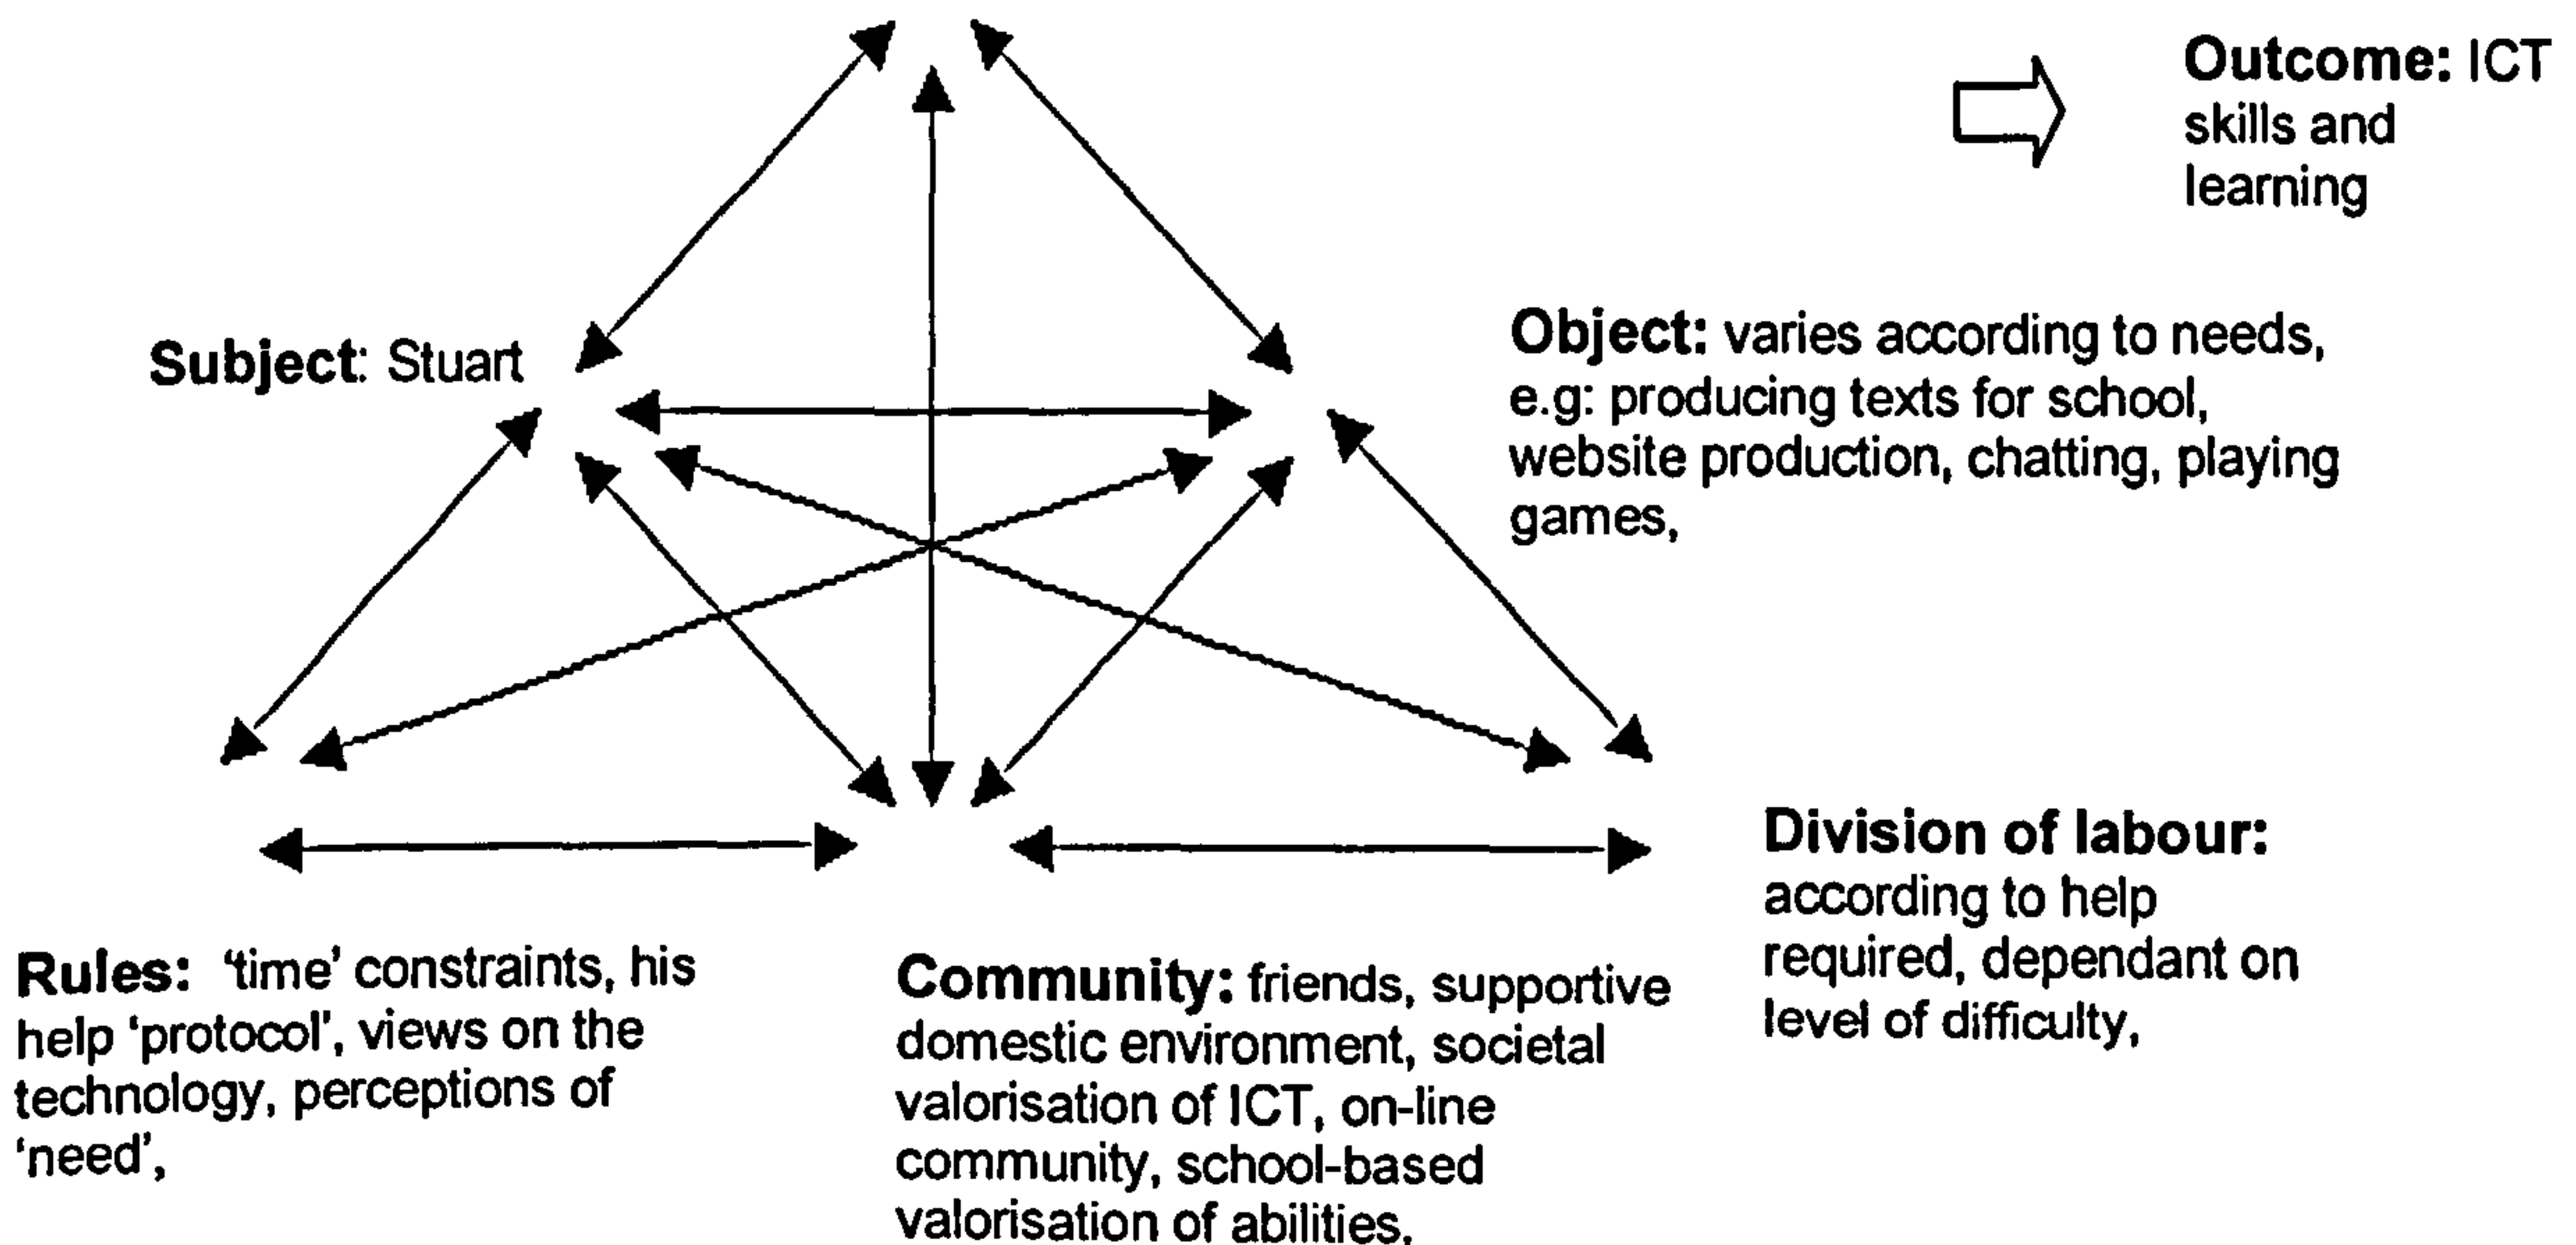 Outcome: ICT
skills and
learning
Subject: Stuart
Object: varies according to needs,
e.g: producing texts for school,
website production, chatting, playing
games,
Division of labour:
according to help
required, dependant on
level of difficulty,
Rules: ‘time’ constraints, his
help ‘protocol’, views on the
technology, perceptions of
‘need’,
Community: friends, supportive
domestic environment, societal
valorisation of ICT, on-line
community, school-based
valorisation of abilities,